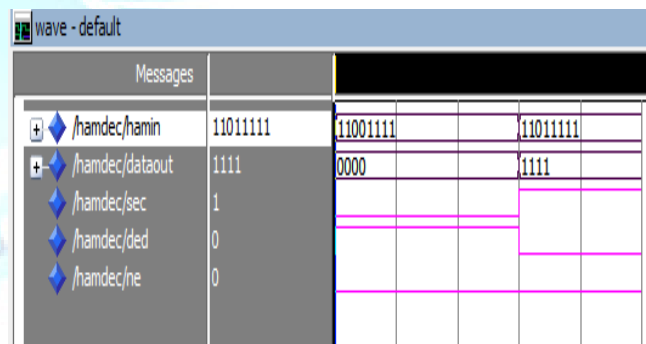 wave - default
Messages
/hamdec/hamin 11011111 11001111 11011111
/hamdec/dataout 1111 0000 1111
/hamdec/sec 1
/hamdec/ded 0
/hamdec/ne 0